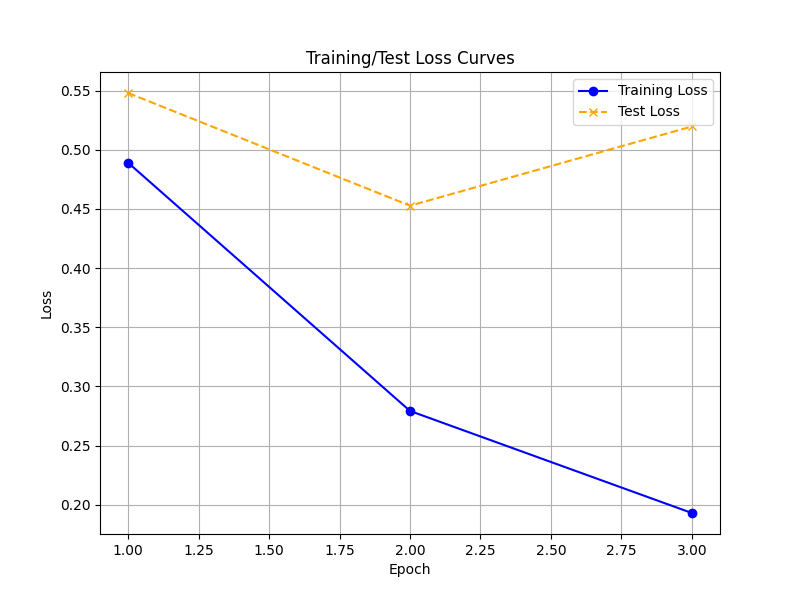 Training/Test Loss Curves
Training Loss
Test Loss
0.55
0.50
0.45
0.40
0.35
0.30
0.25
0.20
Loss
1.00 1.25 1.50 1.75 2.00 2.25 2.50 2.75 3.00
Epoch